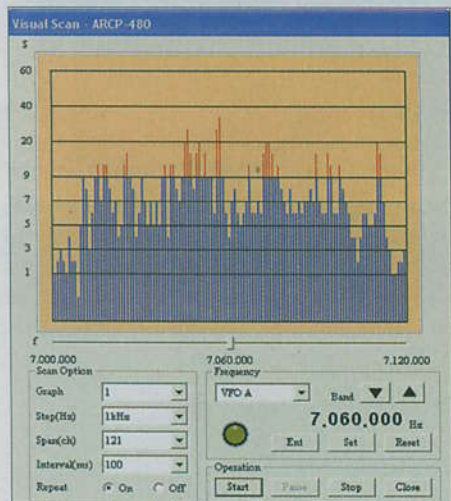 Visual Scan - ARCP-480
S
60
40
20
9
7
5
3
1
f
7.000.000 7.060.000 7.120.000
Scan Option
Graph 1
Step(Hz) 1kHz
Span(ch) 121
Interval(ms) 100
Repeat On Off
Frequency
VFO A Band
7,060,000 Hz
Ent Set Reset
Operation
Start Pause Stop Close